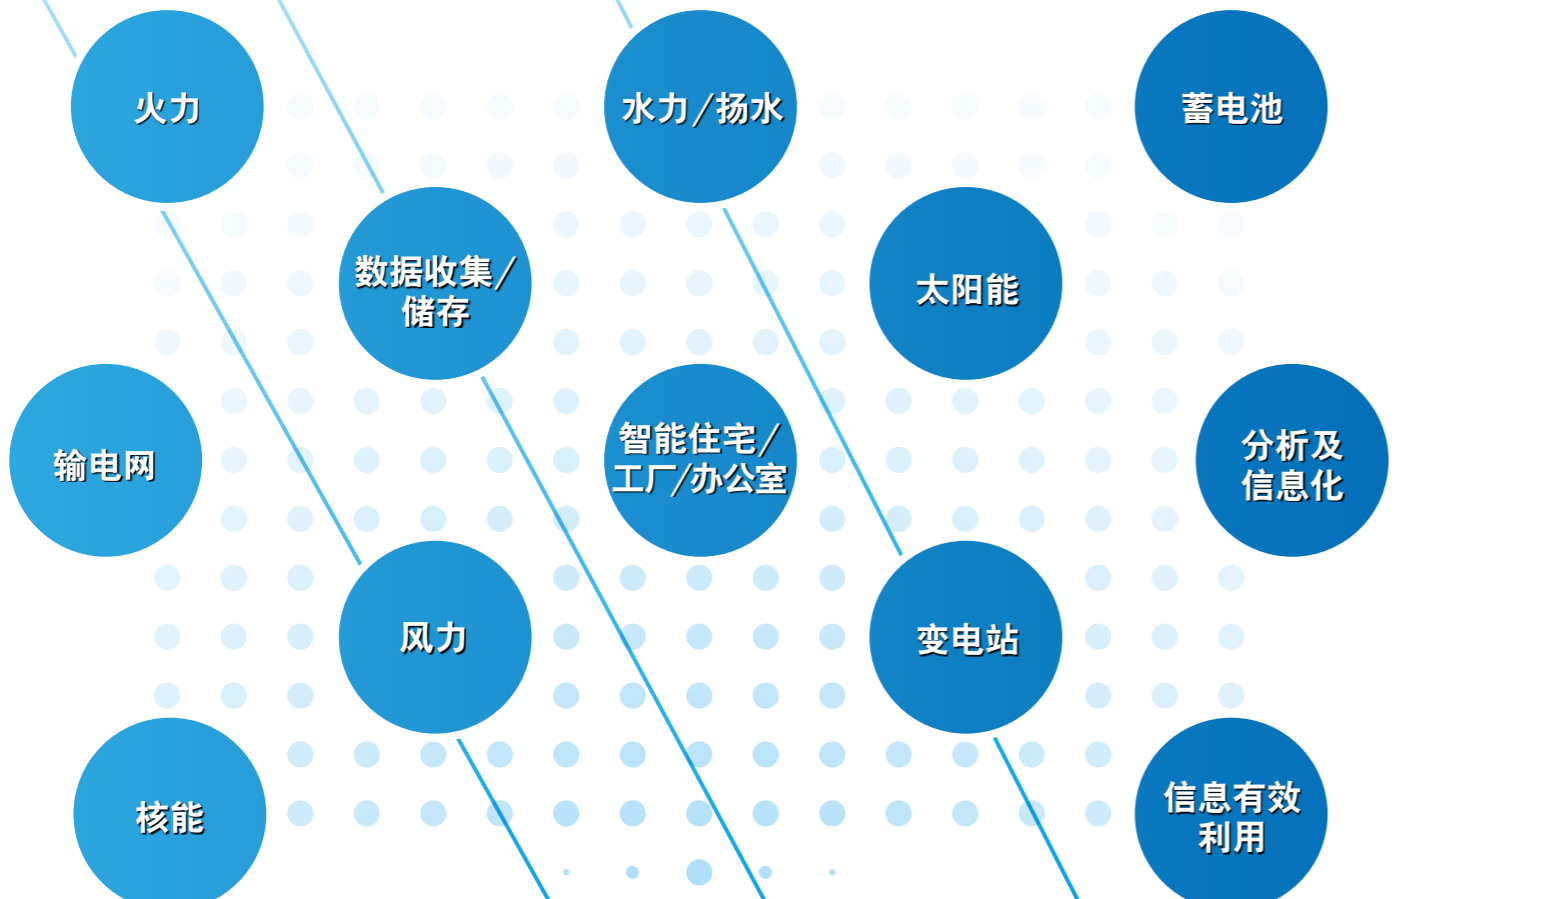 火力
水力/扬水
蓄电池
数据收集/
储存
太阳能
输电网
智能住宅/
工厂/办公室
分析及
信息化
风力
变电站
核能
信息有效
利用